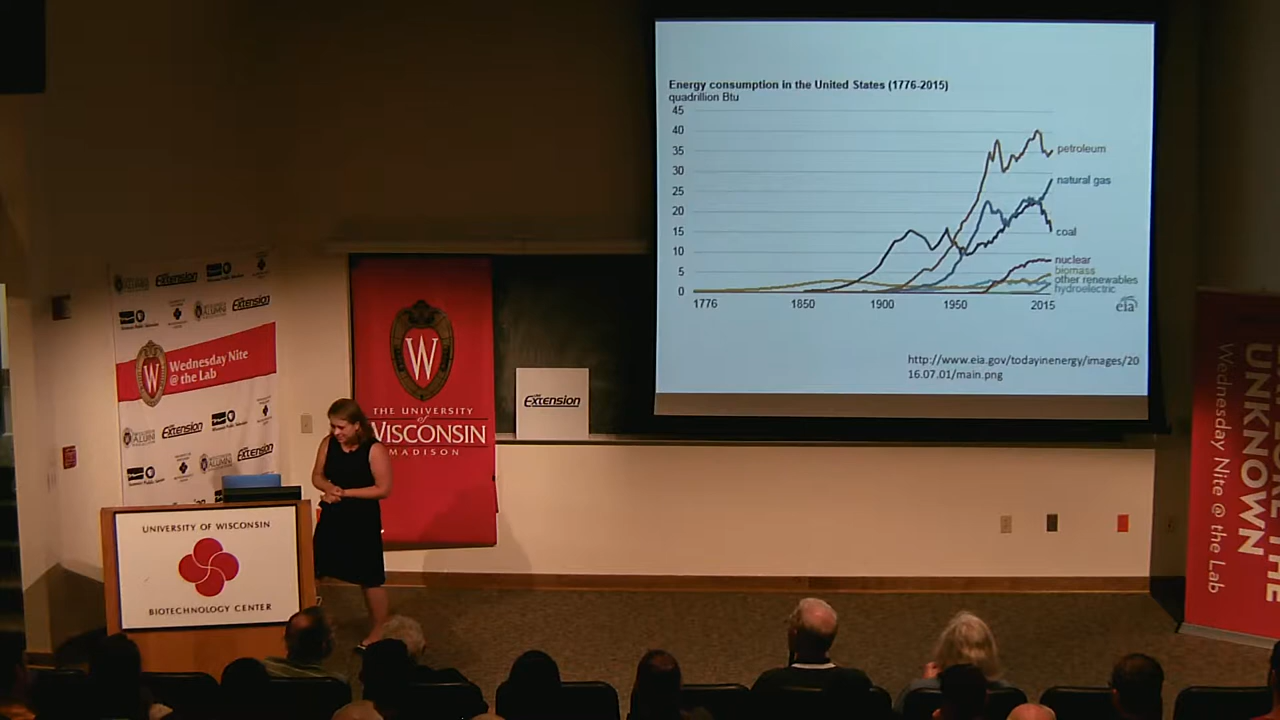 Energy consumption in the United States (1776-2015)
quadrillion Btu
45
40
35
30
25
20
15
10
5
0
1776
1850
1900
1950
2015
petroleum
natural gas
coal
nuclear
biomass
other renewables
hydroelectric
eia
http://www.eia.gov/todayinenergy/images/20
16.07.01/main.png
Extension
Extension
W
Wednesday Nite
@ the Lab
Extension
Extension
W
THE UNIVERSITY
of
WISCONSIN
MADISON
Extension
UNIVERSITY OF WISCONSIN
BIOTECHNOLOGY CENTER
THE
UNKNOWN
Wednesday Nite @ the Lab